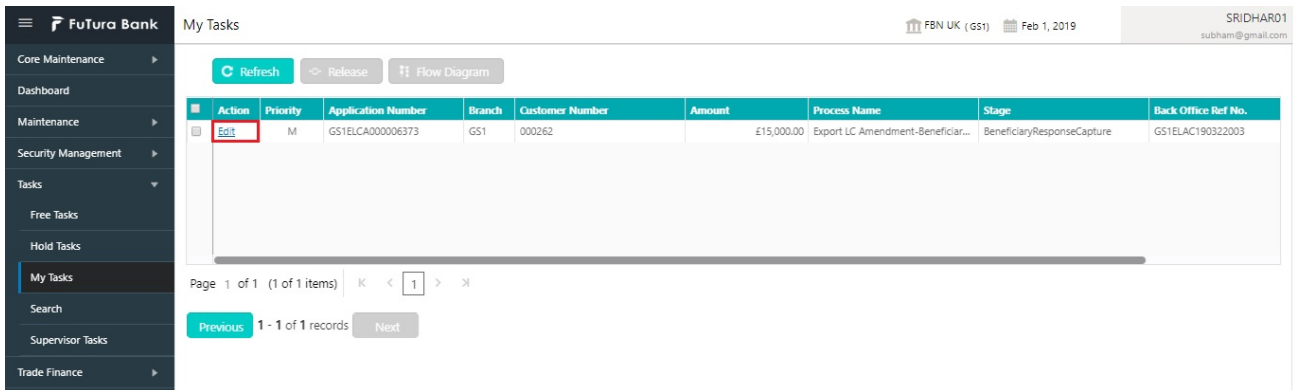 FuTura Bank
My Tasks
FBN UK (GS1)
Feb 1, 2019
SRIDHAR01
subham@gmail.com
Core Maintenance
Dashboard
Maintenance
Security Management
Tasks
Free Tasks
Hold Tasks
My Tasks
Search
Supervisor Tasks
Trade Finance
Refresh
Release
Flow Diagram
Action Priority Application Number Branch Customer Number Amount Process Name Stage Back Office Ref No.
Edit M GS1ELCA000006373 GS1 000262 £15,000.00 Export LC Amendment-Beneficiar... BeneficiaryResponseCapture GS1ELAC190322003
Page 1 of 1 (1 of 1 items) 1
Previous 1 - 1 of 1 records Next